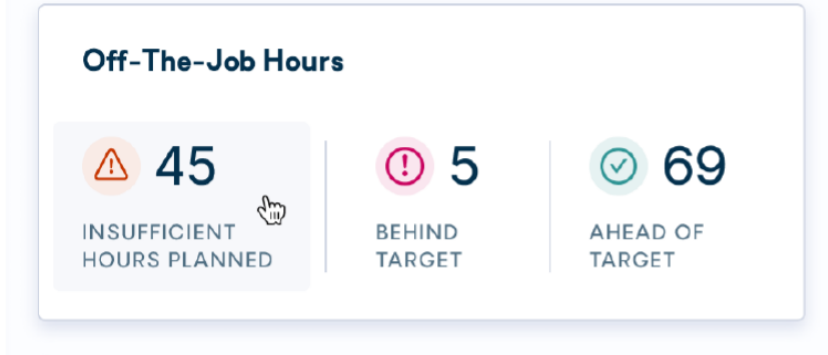 Off-The-Job Hours
45
INSUFFICIENT
HOURS PLANNED
5
BEHIND
TARGET
69
AHEAD OF
TARGET